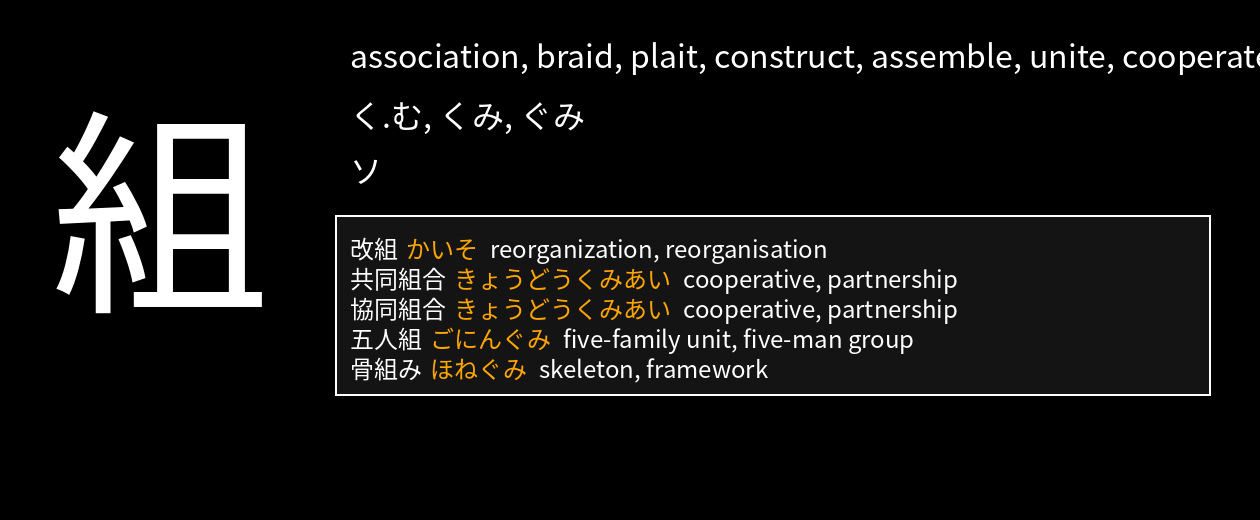 組
association, braid, plait, construct, assemble, unite, cooperate
く.む, くみ, ぐみ
ソ
改組 かいそ reorganization, reorganisation
共同組合 きょうどうくみあい cooperative, partnership
協同組合 きょうどうくみあい cooperative, partnership
五人組 ごにんぐみ five-family unit, five-man group
骨組み ほねぐみ skeleton, framework